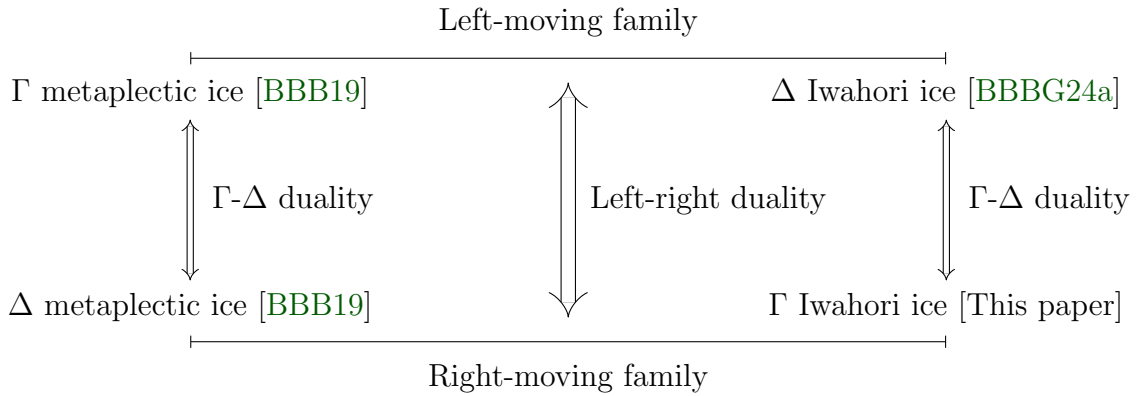 Left-moving family
Γ metaplectic ice [BBB19]
Δ Iwahori ice [BBBG24a]
Γ-Δ duality
Left-right duality
Γ-Δ duality
Δ metaplectic ice [BBB19]
Γ Iwahori ice [This paper]
Right-moving family